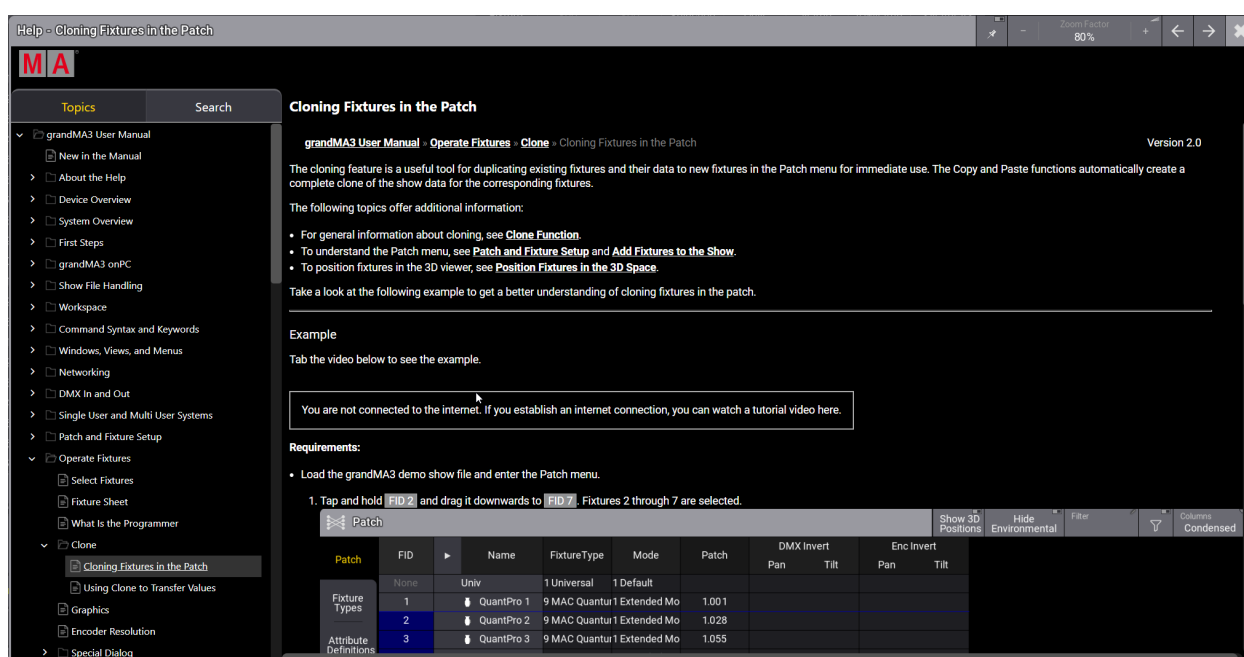 Help - Cloning Fixtures in the Patch
Zoom Factor
- 80% +
MA
Topics Search
grandMA3 User Manual
New in the Manual
About the Help
Device Overview
System Overview
First Steps
grandMA3 onPC
Show File Handling
Workspace
Command Syntax and Keywords
Windows, Views, and Menus
Networking
DMX In and Out
Single User and Multi User Systems
Patch and Fixture Setup
Operate Fixtures
Select Fixtures
Fixture Sheet
What Is the Programmer
Clone
Cloning Fixtures in the Patch
Using Clone to Transfer Values
Graphics
Encoder Resolution
Special Dialog
Cloning Fixtures in the Patch
grandMA3 User Manual » Operate Fixtures » Clone » Cloning Fixtures in the Patch Version 2.0
The cloning feature is a useful tool for duplicating existing fixtures and their data to new fixtures in the Patch menu for immediate use. The Copy and Paste functions automatically create a
complete clone of the show data for the corresponding fixtures.
The following topics offer additional information:
• For general information about cloning, see Clone Function.
• To understand the Patch menu, see Patch and Fixture Setup and Add Fixtures to the Show.
• To position fixtures in the 3D viewer, see Position Fixtures in the 3D Space.
Take a look at the following example to get a better understanding of cloning fixtures in the patch.
Example
Tab the video below to see the example.
You are not connected to the internet. If you establish an internet connection, you can watch a tutorial video here.
Requirements:
• Load the grandMA3 demo show file and enter the Patch menu.
1. Tap and hold FID 2 and drag it downwards to FID 7 . Fixtures 2 through 7 are selected.
Patch Show 3D Positions Hide Environmental Filter Columns Condensed
Patch FID Name FixtureType Mode Patch DMX Invert Enc Invert
Pan Tilt Pan Tilt
None Univ 1 Universal 1 Default
Fixture Types 1 QuantPro 1 9 MAC Quantur 1 Extended Mo 1.001
2 QuantPro 2 9 MAC Quantur 1 Extended Mo 1.028
Attribute Definitions 3 QuantPro 3 9 MAC Quantur 1 Extended Mo 1.055